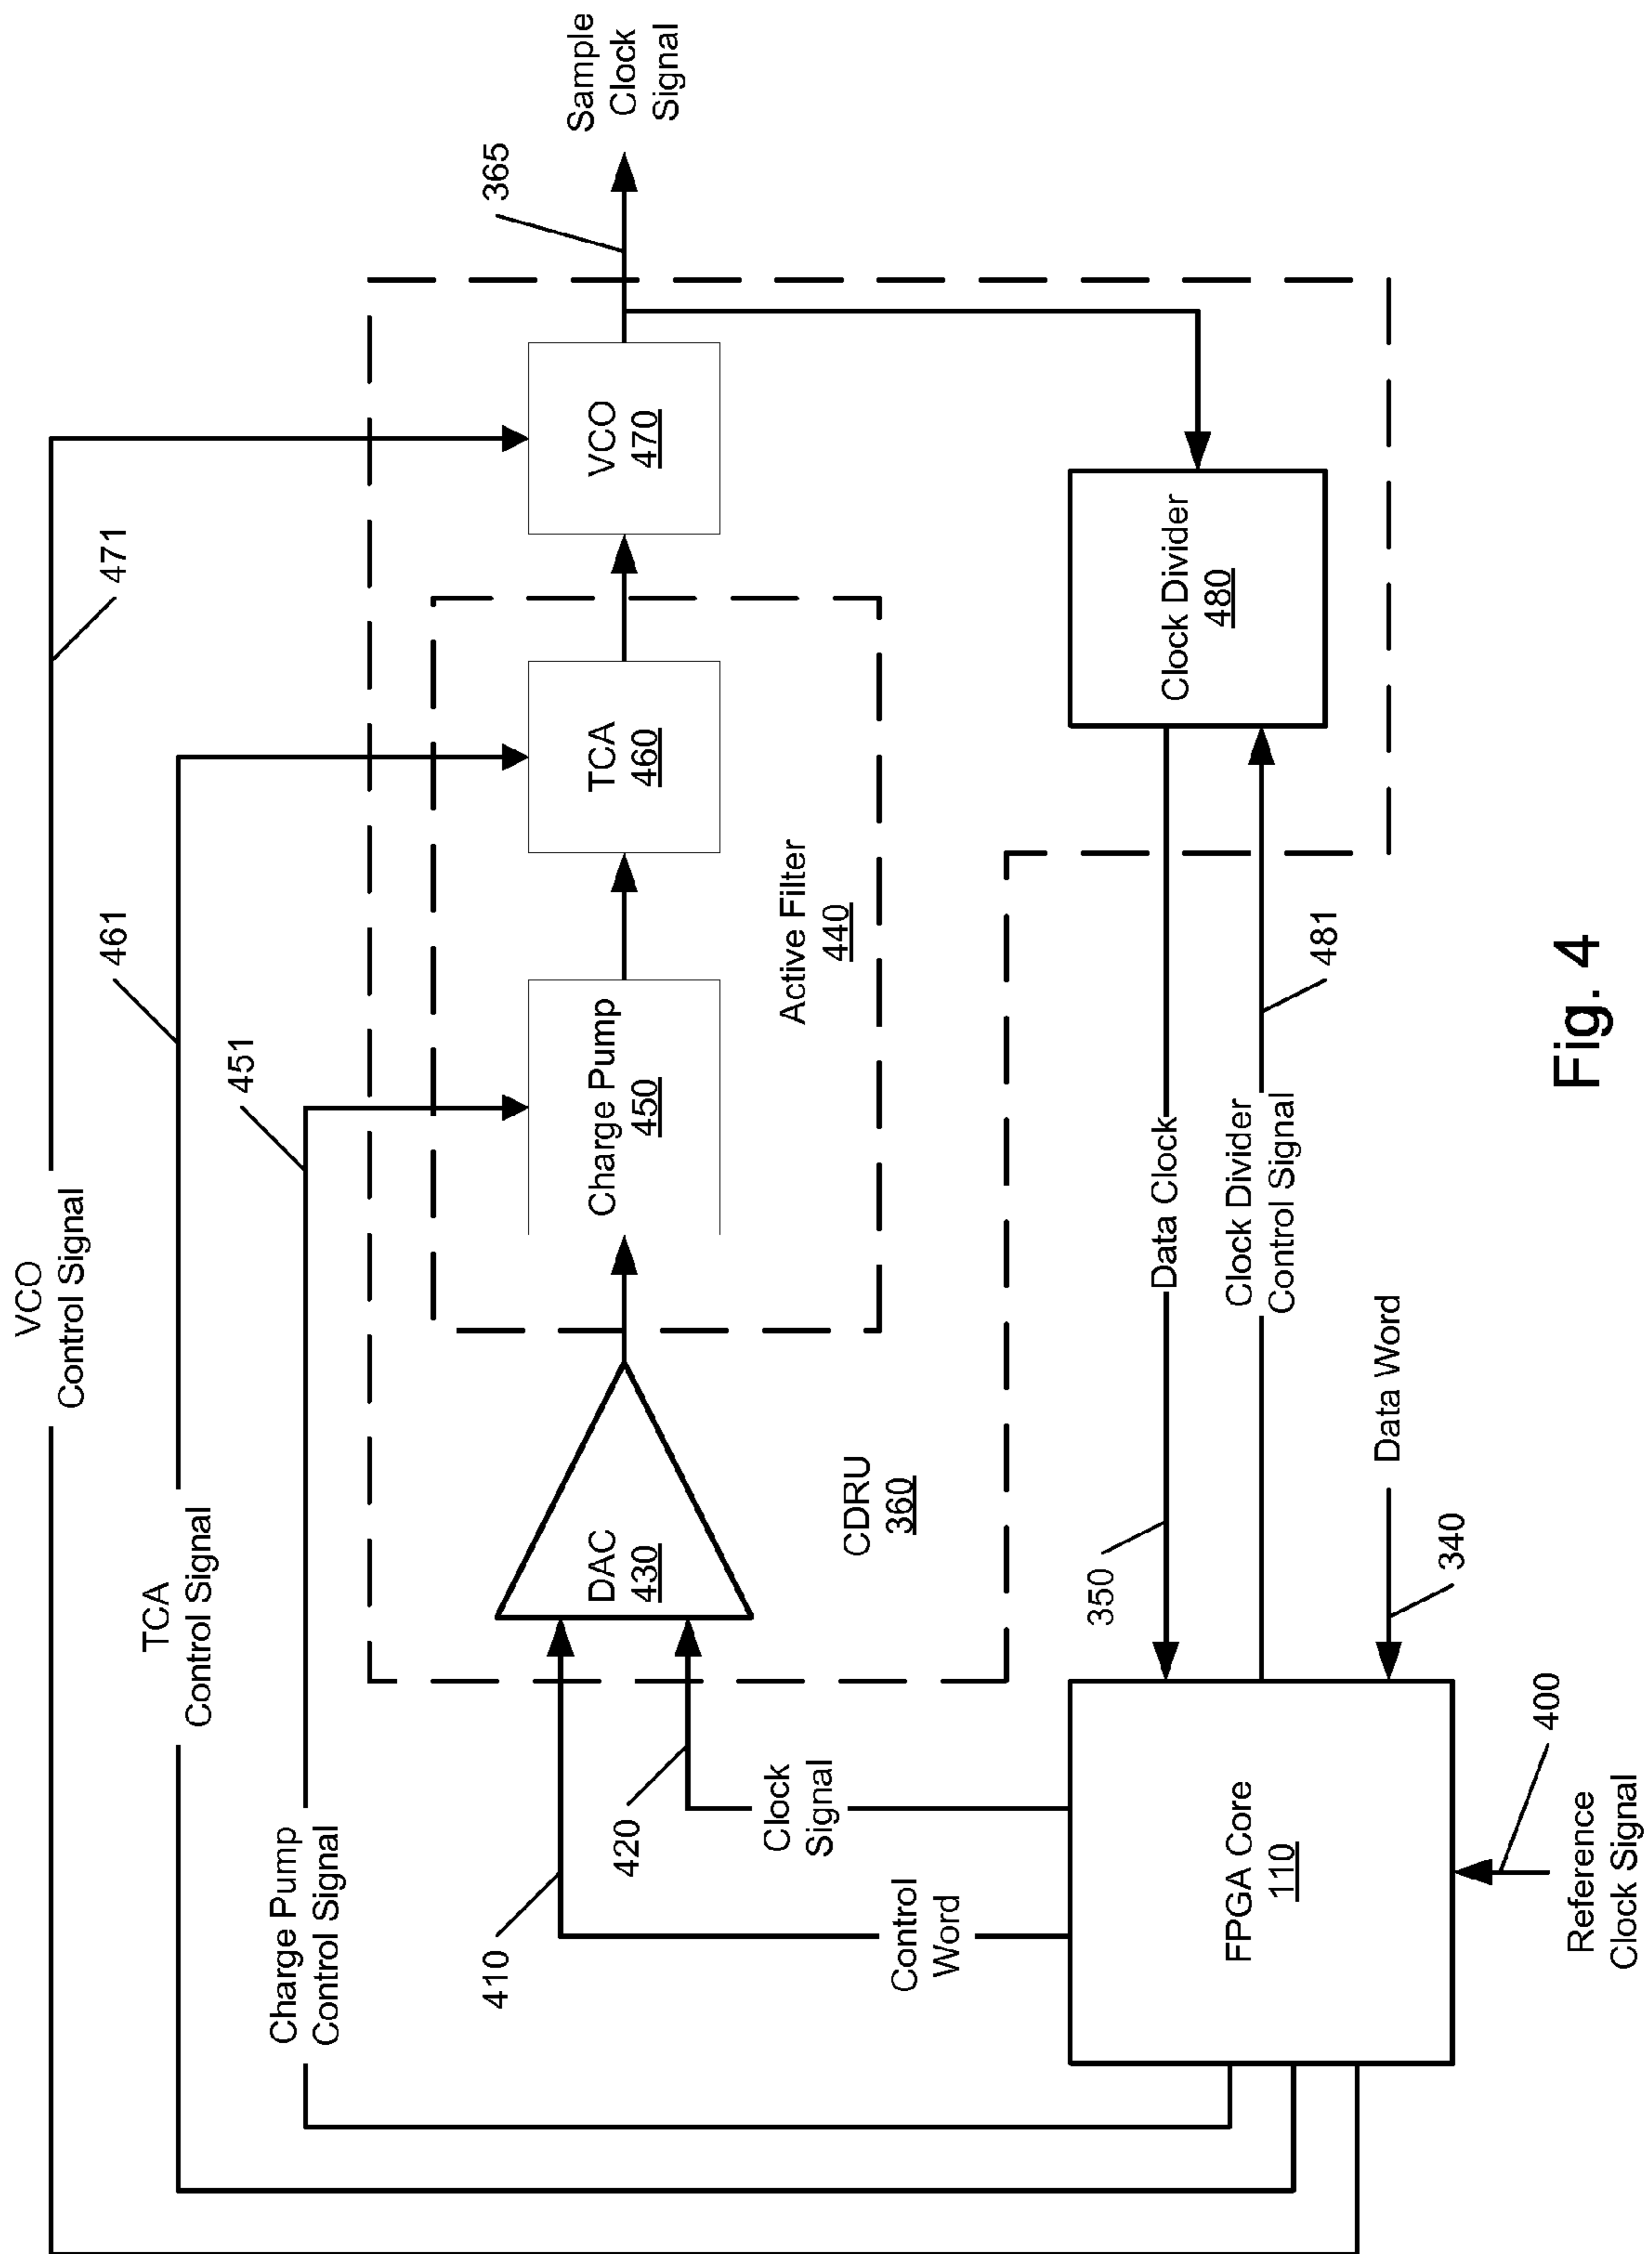 VCO
Control Signal
471
TCA
Control Signal
461
Charge Pump
Control Signal
451
410
420
Control
Word
Clock
Signal
DAC
430
Charge Pump
450
TCA
460
VCO
470
365
Sample
Clock
Signal
Active Filter
440
CDRU
360
350
Data Clock
Clock Divider
Control Signal
481
Clock Divider
480
FPGA Core
110
Data Word
340
Reference
Clock Signal
400
Fig. 4